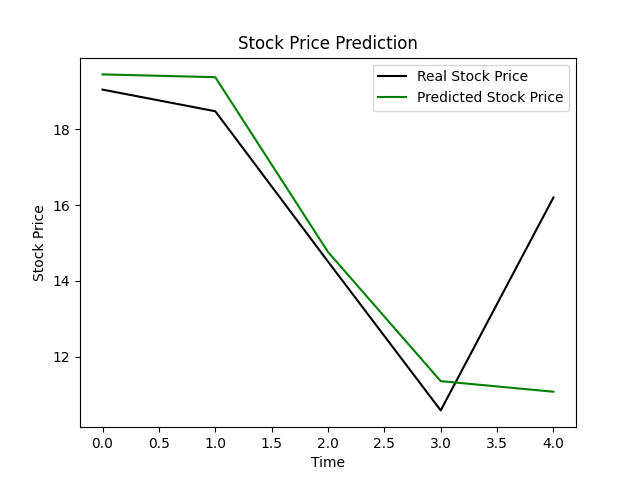 Stock Price Prediction
Real Stock Price
Predicted Stock Price
Stock Price
18
16
14
12
0.0 0.5 1.0 1.5 2.0 2.5 3.0 3.5 4.0
Time